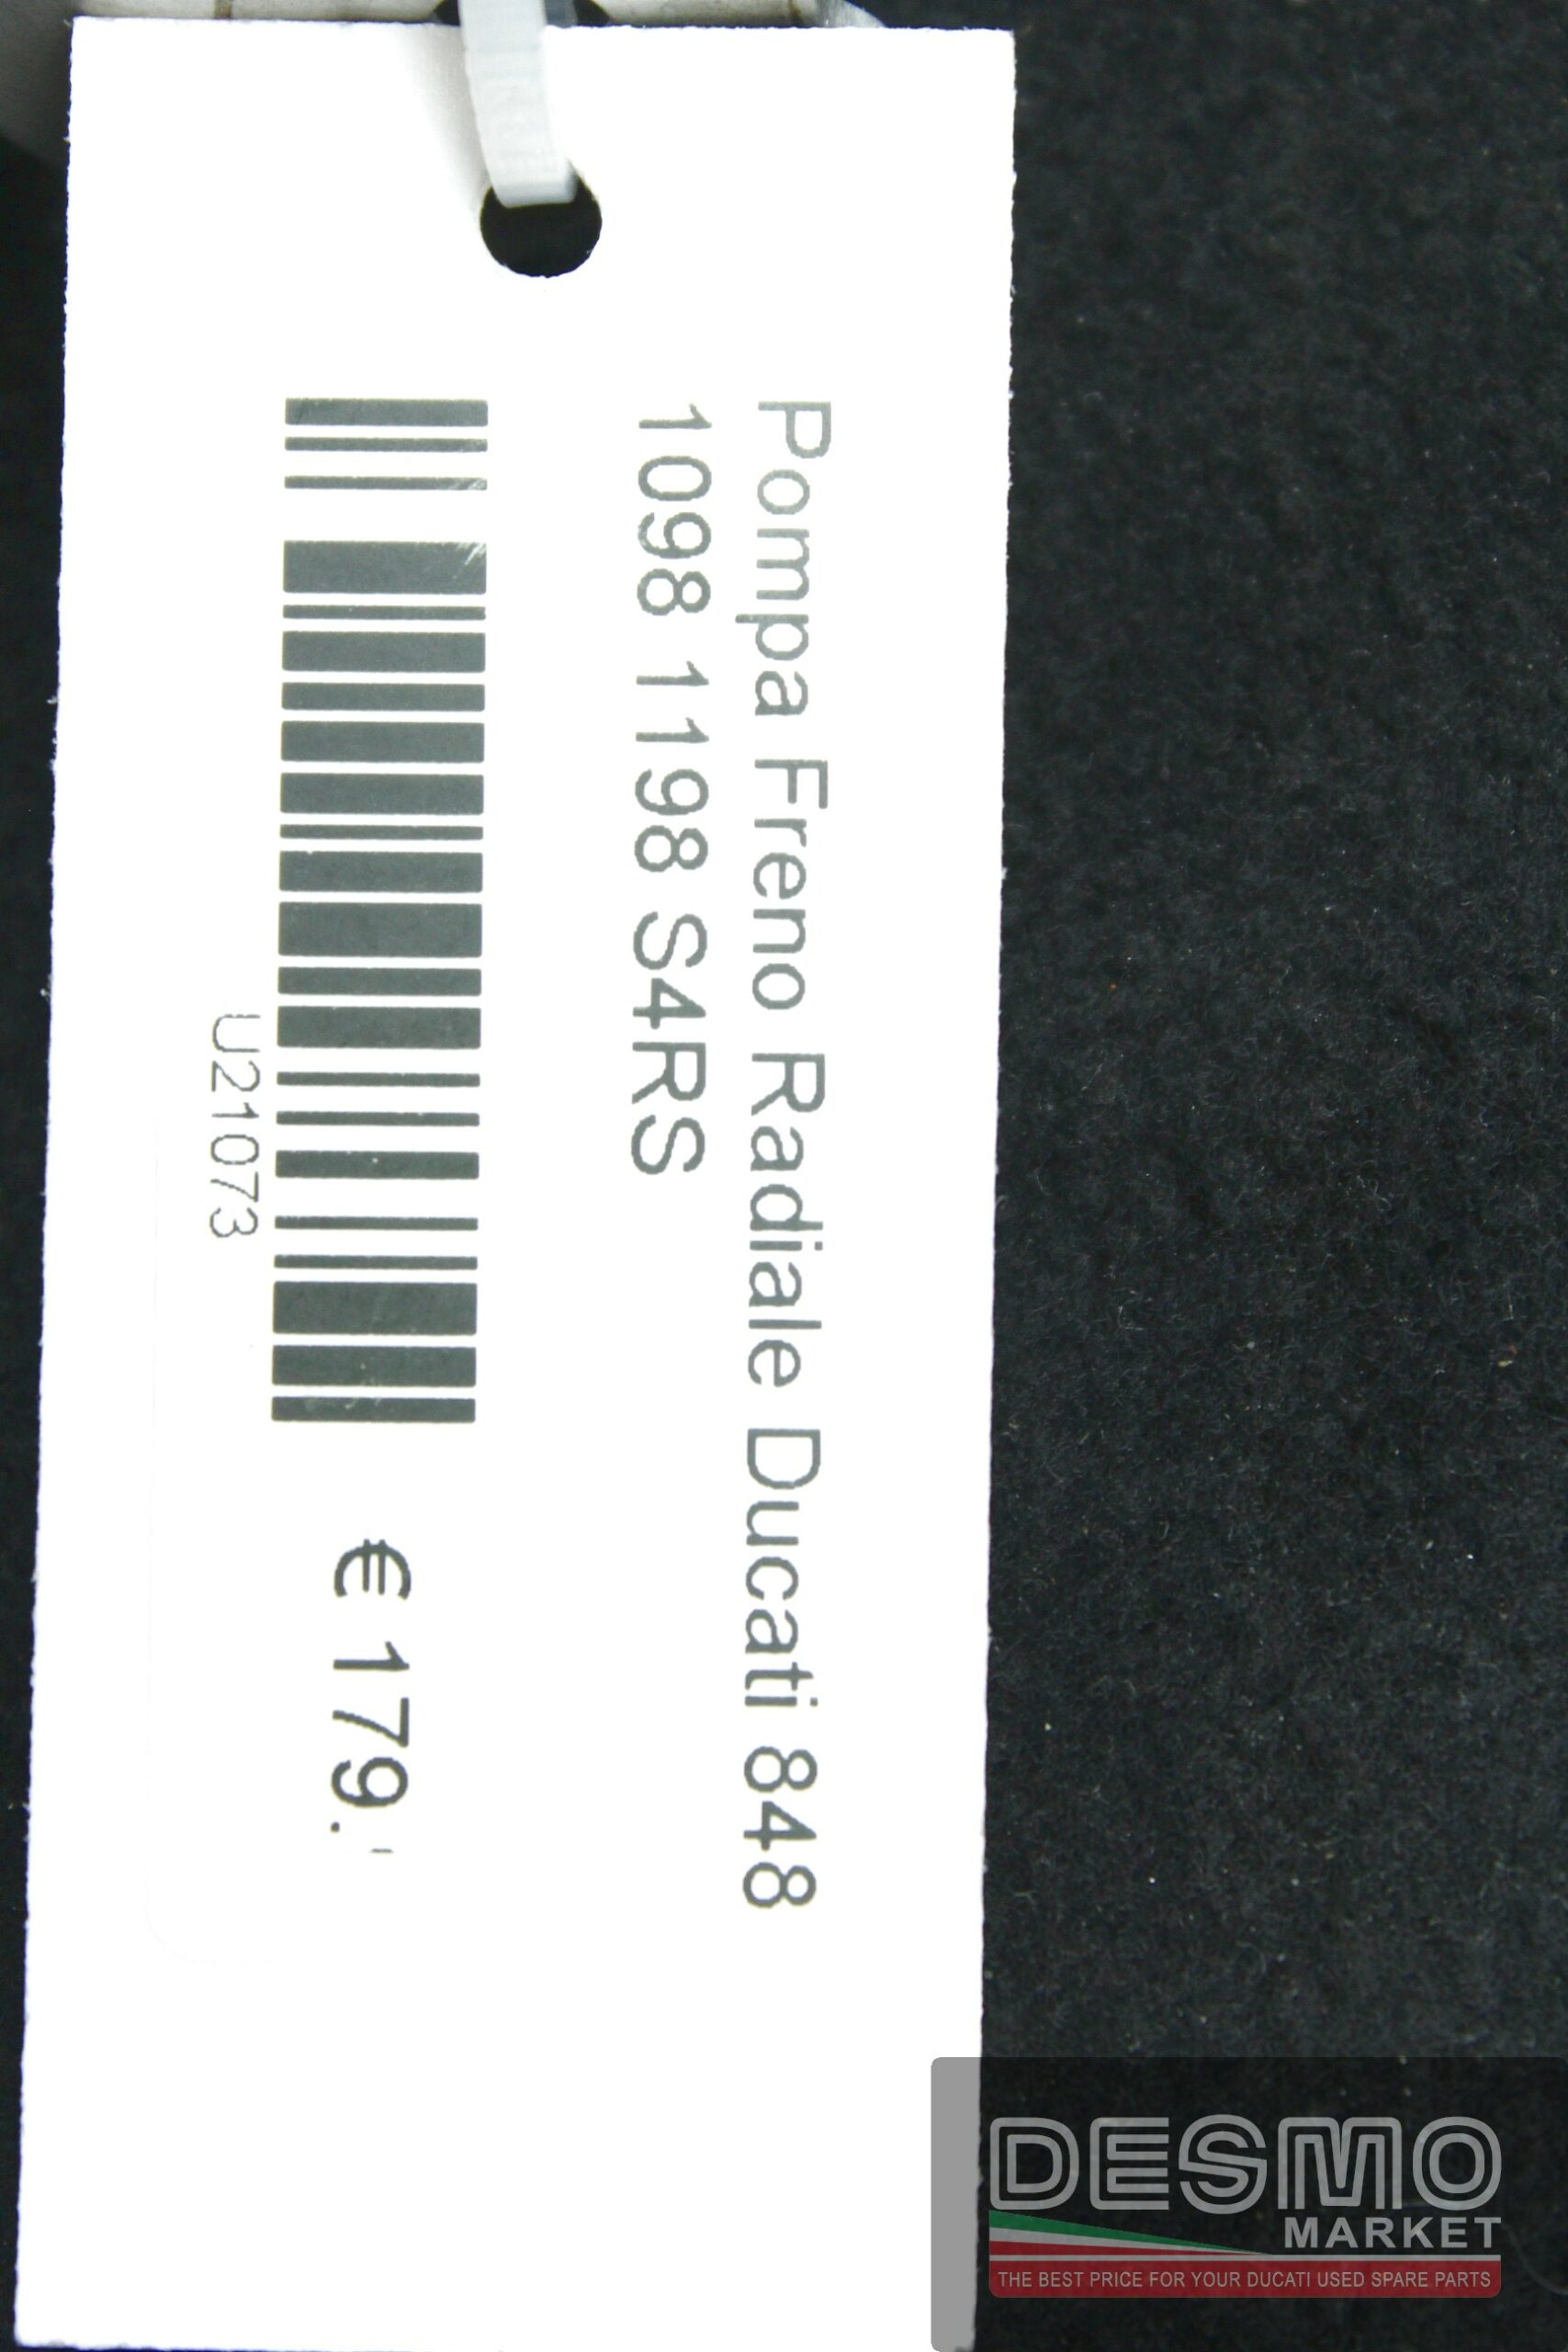 Pompa Freno Radiale Ducati 848
1098 1198 S4RS
U21073
€ 179.
DESMO
MARKET
THE BEST PRICE FOR YOUR DUCATI USED SPARE PARTS